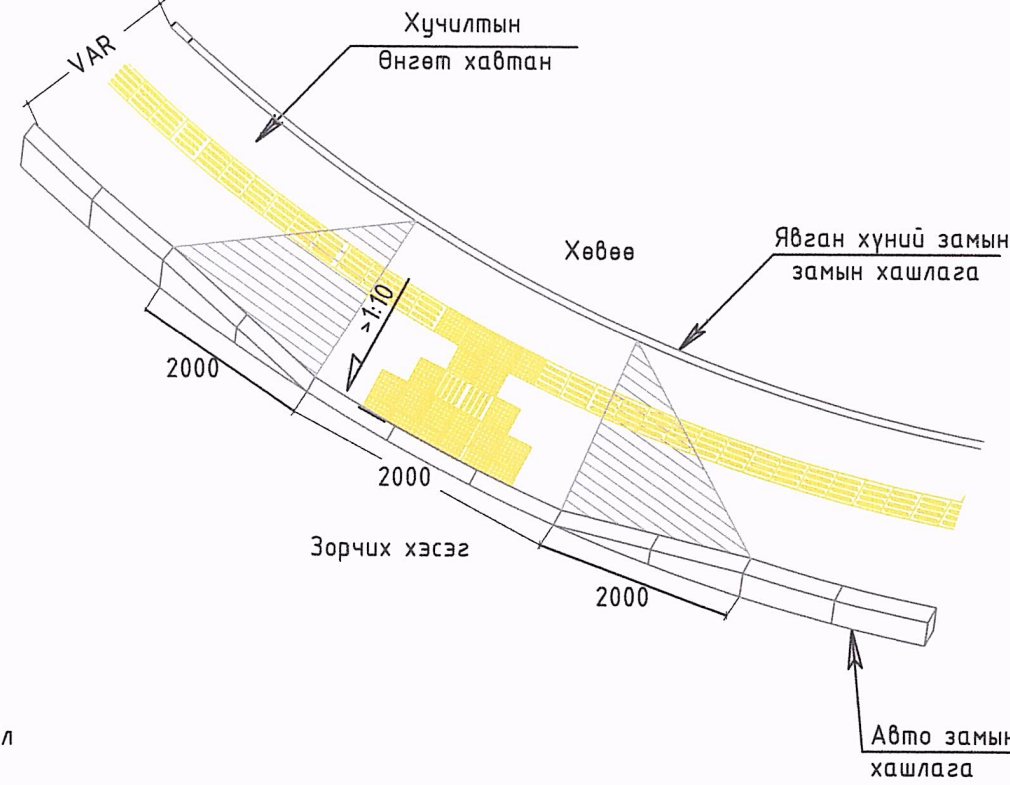 VAR
Хучилтын
Өнгөт хавтан
Хөвөө
Явган хүний замын
замын хашлага
>1:10
2000
2000
Зорчих хэсэг
2000
л
Авто замын
хашлага